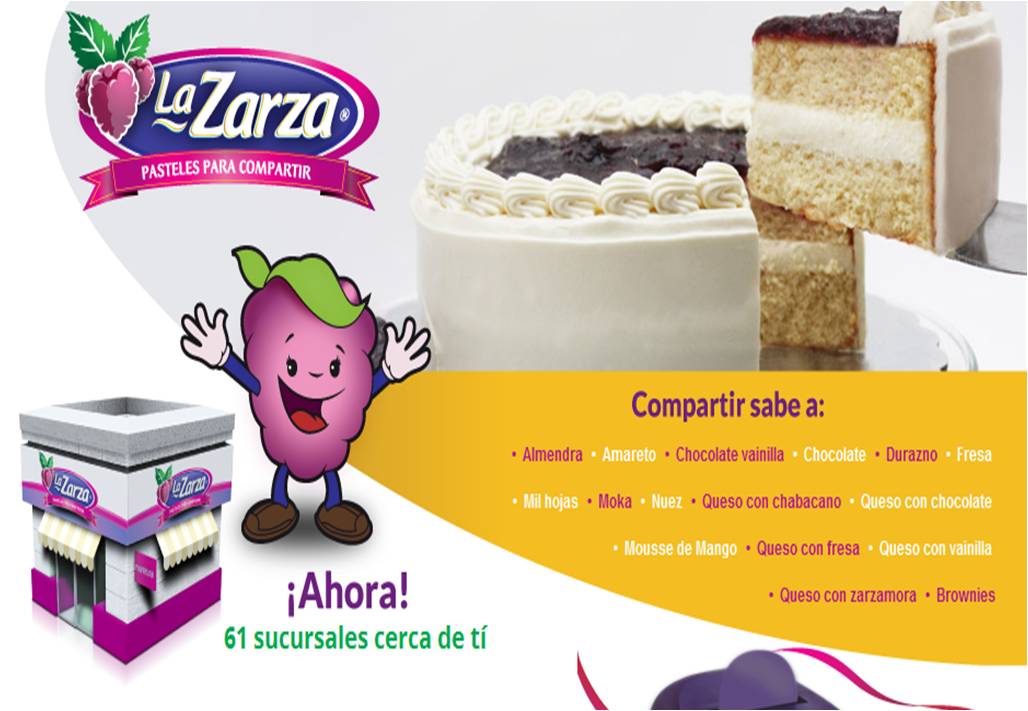 La Zarza®
PASTELES PARA COMPARTIR
Compartir sabe a:
• Almendra • Amareto • Chocolate vainilla • Chocolate • Durazno • Fresa
• Mil hojas • Moka • Nuez • Queso con chabacano • Queso con chocolate
• Mousse de Mango • Queso con fresa • Queso con vainilla
• Queso con zarzamora • Brownies
La Zarza
La Zarza
¡Ahora!
61 sucursales cerca de tí